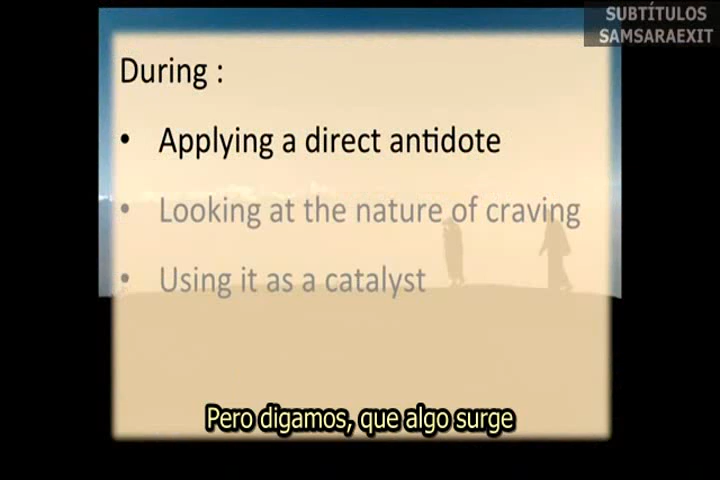 SUBTÍTULOS
SAMSARAEXIT
During :
• Applying a direct antidote
• Looking at the nature of craving
• Using it as a catalyst
Pero digamos, que algo surge